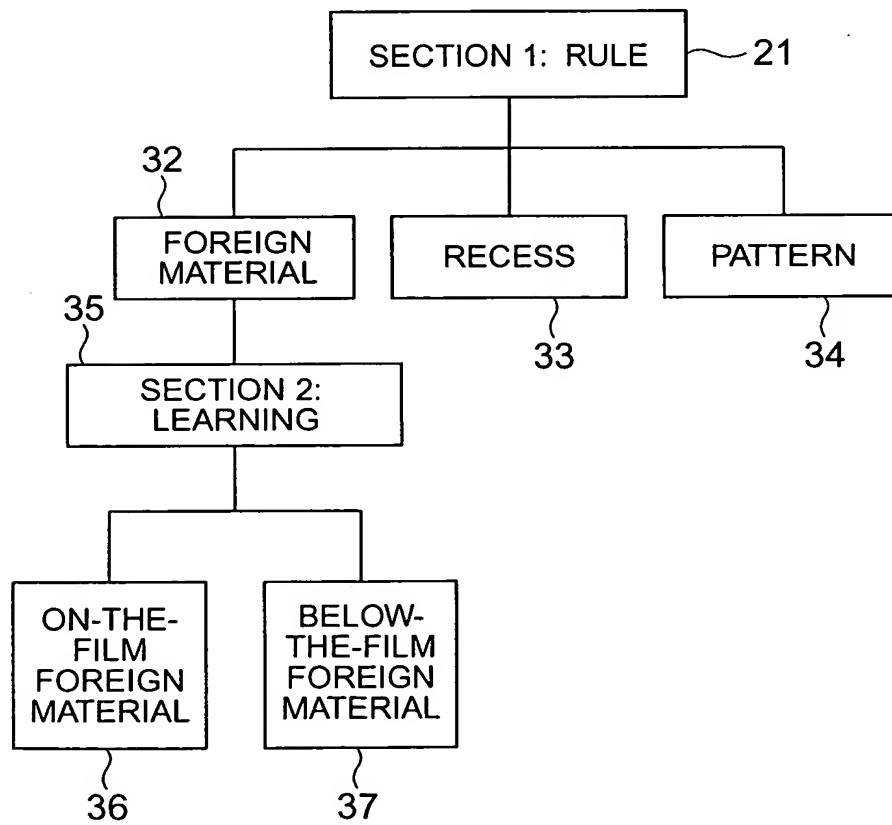 SECTION 1: RULE
21
32
FOREIGN
MATERIAL
RECESS
PATTERN
33
34
35
SECTION 2:
LEARNING
ON-THE-
FILM
FOREIGN
MATERIAL
BELOW-
THE-FILM
FOREIGN
MATERIAL
36
37